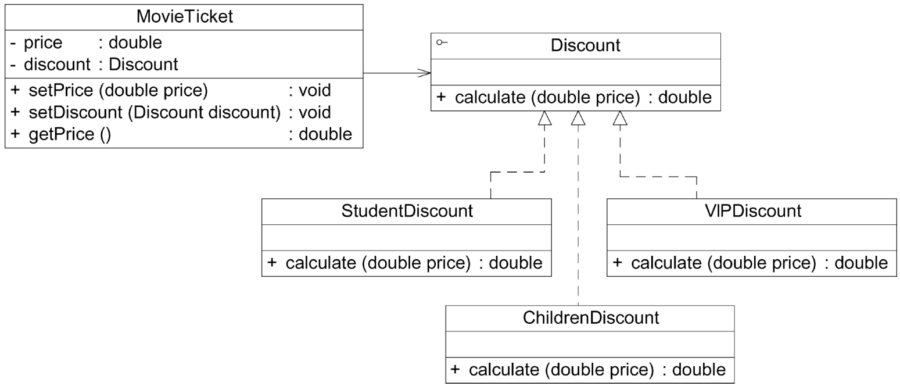 MovieTicket
- price : double
- discount : Discount
+ setPrice (double price) : void
+ setDiscount (Discount discount) : void
+ getPrice () : double
Discount
+ calculate (double price) : double
StudentDiscount
+ calculate (double price) : double
VIPDiscount
+ calculate (double price) : double
ChildrenDiscount
+ calculate (double price) : double